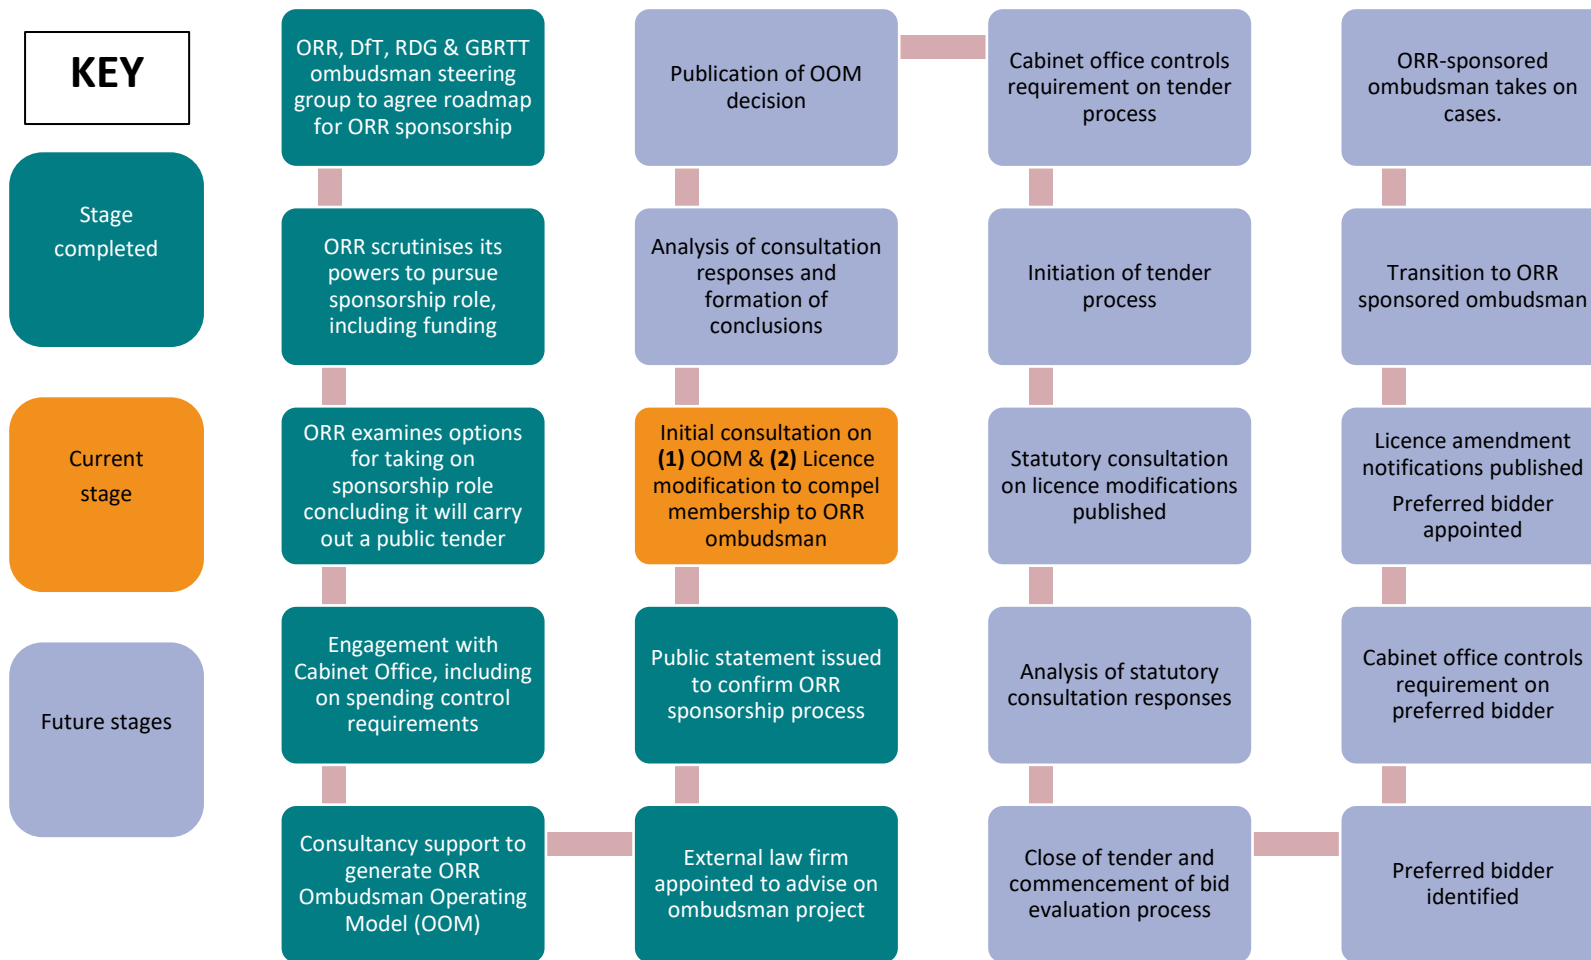 KEY
Stage
completed
Current
stage
Future stages
ORR, DfT, RDG & GBRTT
ombudsman steering
group to agree roadmap
for ORR sponsorship
ORR scrutinises its
powers to pursue
sponsorship role,
including funding
ORR examines options
for taking on
sponsorship role
concluding it will carry
out a public tender
Engagement with
Cabinet Office, including
on spending control
requirements
Consultancy support to
generate ORR
Ombudsman Operating
Model (OOM)
External law firm
appointed to advise on
ombudsman project
Public statement issued
to confirm ORR
sponsorship process
Initial consultation on
(1) OOM & (2) Licence
modification to compel
membership to ORR
ombudsman
Analysis of consultation
responses and
formation of
conclusions
Publication of OOM
decision
Cabinet office controls
requirement on tender
process
Initiation of tender
process
Statutory consultation
on licence modifications
published
Analysis of statutory
consultation responses
Close of tender and
commencement of bid
evaluation process
Preferred bidder
identified
Cabinet office controls
requirement on
preferred bidder
Licence amendment
notifications published
Preferred bidder
appointed
Transition to ORR
sponsored ombudsman
ORR-sponsored
ombudsman takes on
cases.